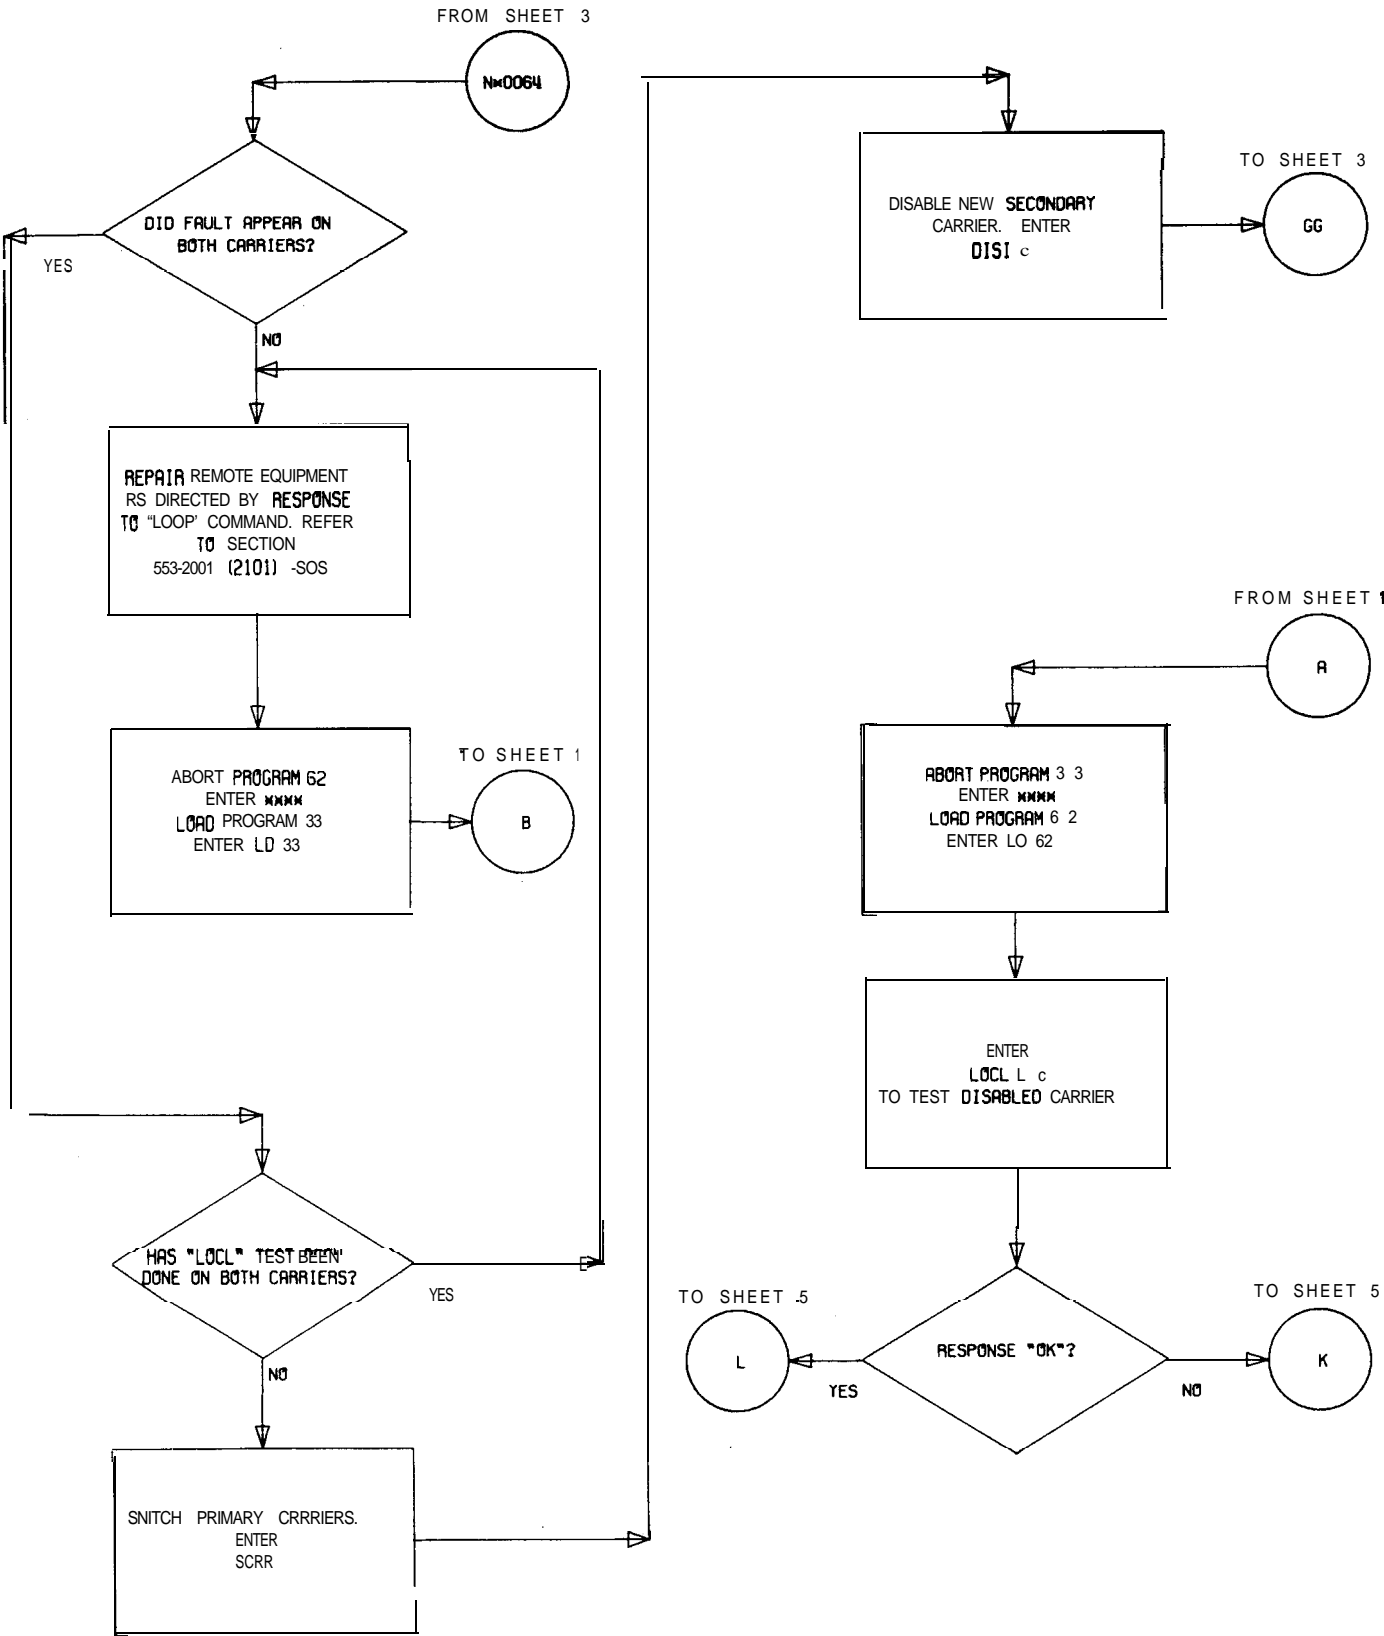 FROM SHEET 3
N×0064
DID FAULT APPEAR ON
BOTH CARRIERS?
YES
NO
REPAIR REMOTE EQUIPMENT
RS DIRECTED BY RESPONSE
TO "LOOP' COMMAND. REFER
TO SECTION
553-2001 (2101) -SOS
ABORT PROGRAM 62
ENTER ××××
LOAD PROGRAM 33
ENTER LD 33
TO SHEET 1
B
HAS "LOCL" TEST BEEN'
DONE ON BOTH CARRIERS?
YES
NO
SNITCH PRIMARY CRRRIERS.
ENTER
SCRR
DISABLE NEW SECONDARY
CARRIER. ENTER
DISI c
TO SHEET 3
GG
FROM SHEET 1
A
ABORT PROGRAM 3 3
ENTER ××××
LOAD PROGRAM 6 2
ENTER LO 62
ENTER
LOCL L c
TO TEST DISABLED CARRIER
RESPONSE "OK"?
TO SHEET .5
L
YES
NO
TO SHEET 5
K